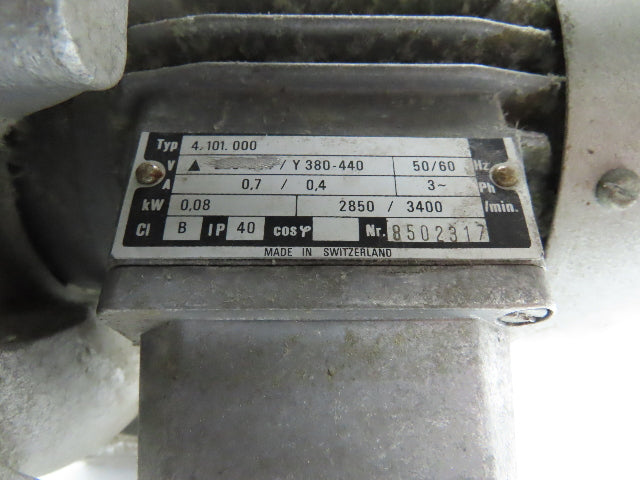 Typ 4.101.000
V ▲ / Y 380-440 50/60 Hz
A 0,7 / 0,4 3~ Ph
kW 0,08 2850 / 3400 /min.
Cl B IP 40 cosφ Nr. 8502317
MADE IN SWITZERLAND